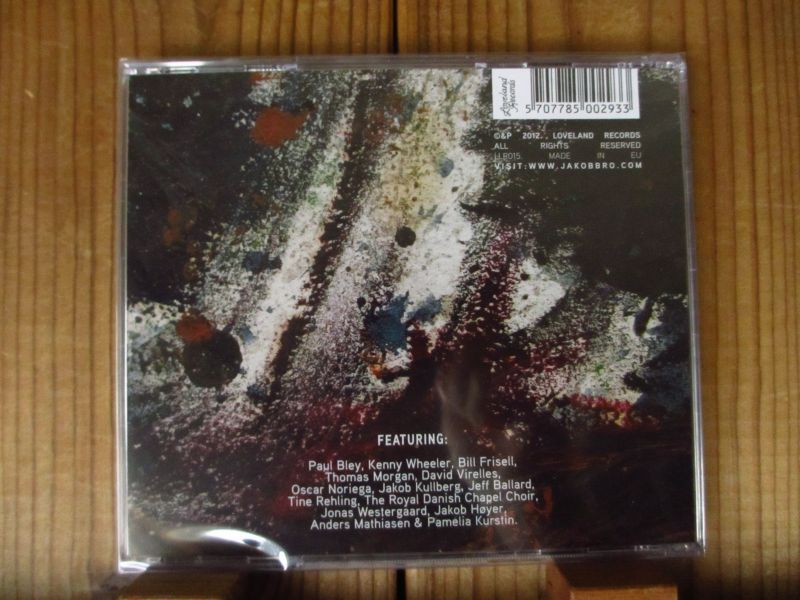 Loveland
Records
5 707785 002933
©&P 2012. LOVELAND RECORDS
ALL RIGHTS RESERVED
LLR015. MADE IN EU
VISIT:WWW.JAKOBBRO.COM
FEATURING:
Paul Bley, Kenny Wheeler, Bill Frisell,
Thomas Morgan, David Virelles,
Oscar Noriega, Jakob Kullberg, Jeff Ballard,
Tine Rehling, The Royal Danish Chapel Choir,
Jonas Westergaard, Jakob Høyer,
Anders Mathiasen & Pamelia Kurstin.